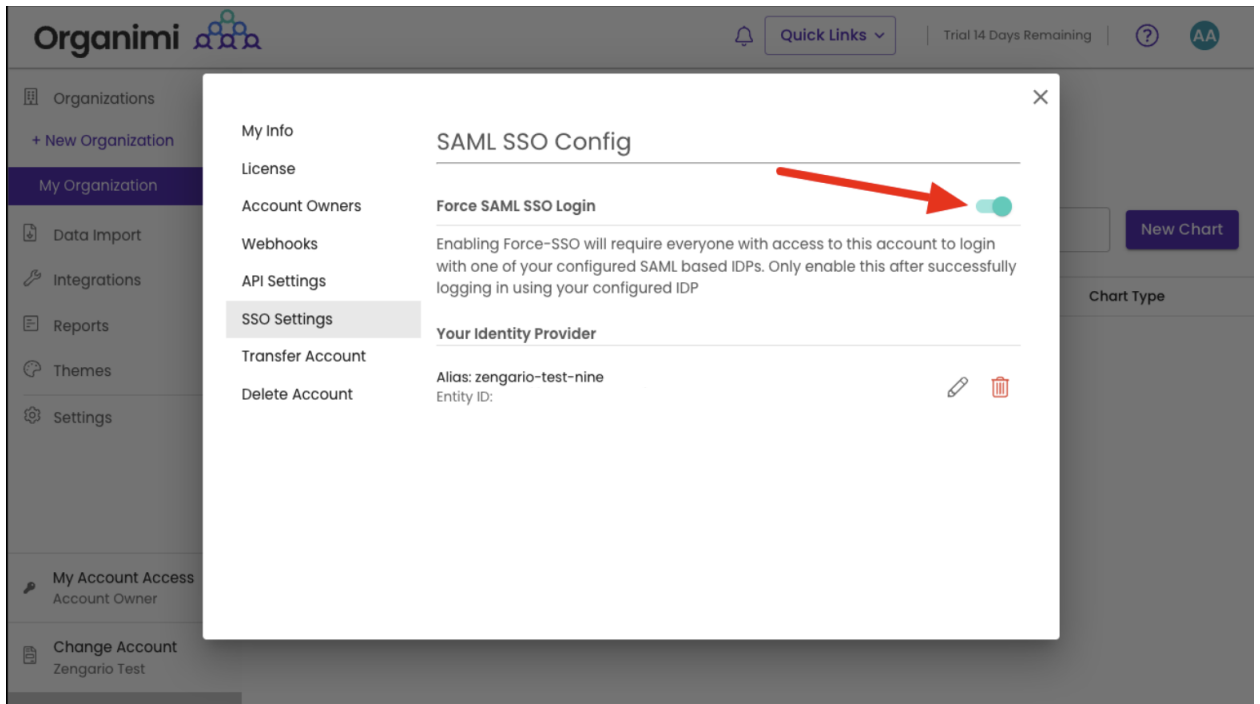 Organimi
Quick Links
Trial 14 Days Remaining
?
AA
Organizations
+ New Organization
My Organization
Data Import
Integrations
Reports
Themes
Settings
My Account Access
Account Owner
Change Account
Zengario Test
My Info
License
Account Owners
Webhooks
API Settings
SSO Settings
Transfer Account
Delete Account
SAML SSO Config
Force SAML SSO Login
Enabling Force-SSO will require everyone with access to this account to login
with one of your configured SAML based IDPs. Only enable this after successfully
logging in using your configured IDP
Your Identity Provider
Alias: zengario-test-nine
Entity ID:
New Chart
Chart Type